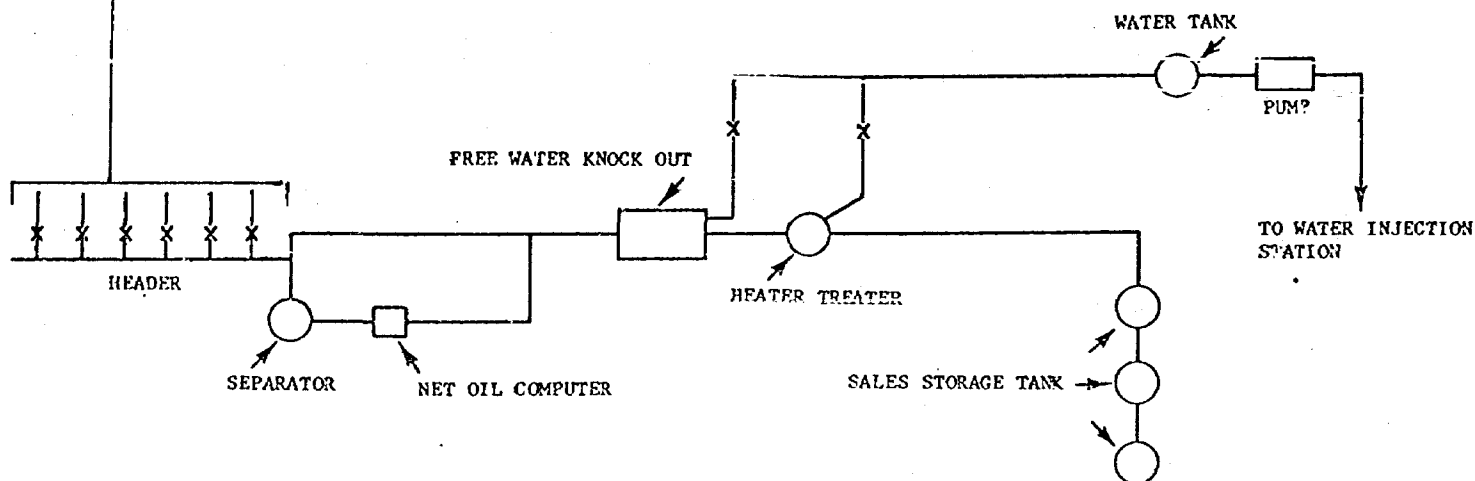 WATER TANK
PUM?
FREE WATER KNOCK OUT
TO WATER INJECTION
STATION
HEADER
HEATER TREATER
SEPARATOR
NET OIL COMPUTER
SALES STORAGE TANK